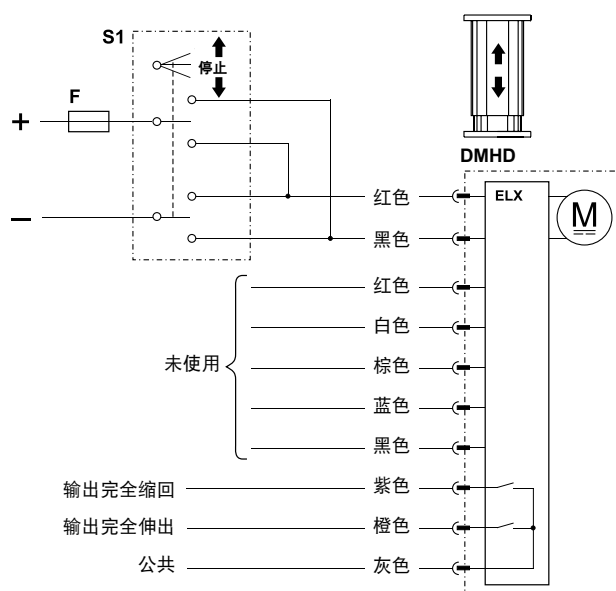 S1
停止
F
+
−
DMHD
ELX
M
红色
黑色
红色
白色
未使用
棕色
蓝色
黑色
输出完全缩回
紫色
输出完全伸出
橙色
公共
灰色